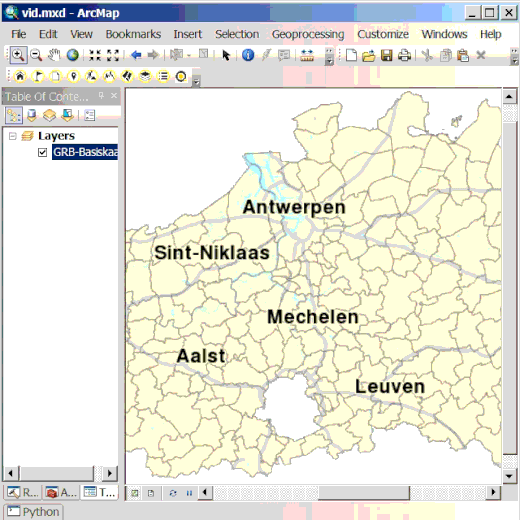 vid.mxd - ArcMap
File Edit View Bookmarks Insert Selection Geoprocessing Customize Windows Help
Table Of Conte...
Layers
GRB-Basiskaa
Antwerpen
Sint-Niklaas
Mechelen
Aalst
Leuven
R... A... T...
Python